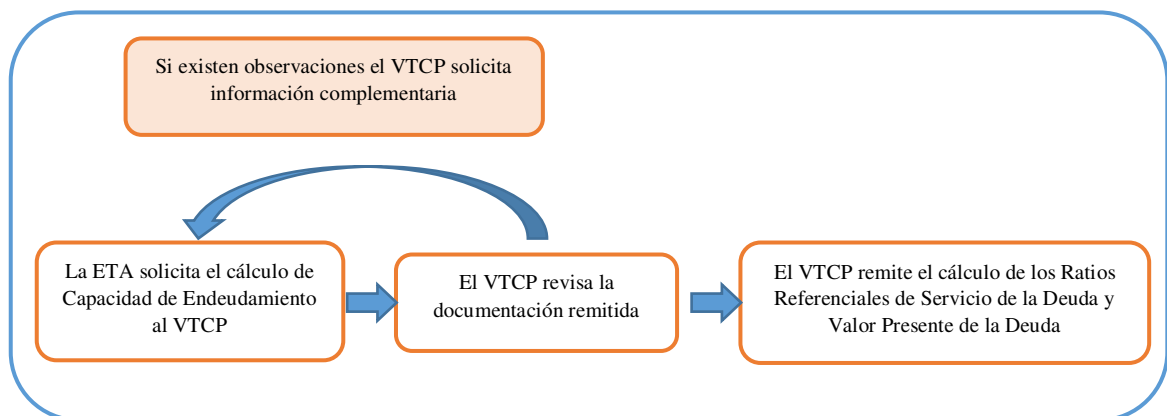 Si existen observaciones el VTCP solicita
información complementaria
La ETA solicita el cálculo de
Capacidad de Endeudamiento
al VTCP
El VTCP revisa la
documentación remitida
El VTCP remite el cálculo de los Ratios
Referenciales de Servicio de la Deuda y
Valor Presente de la Deuda